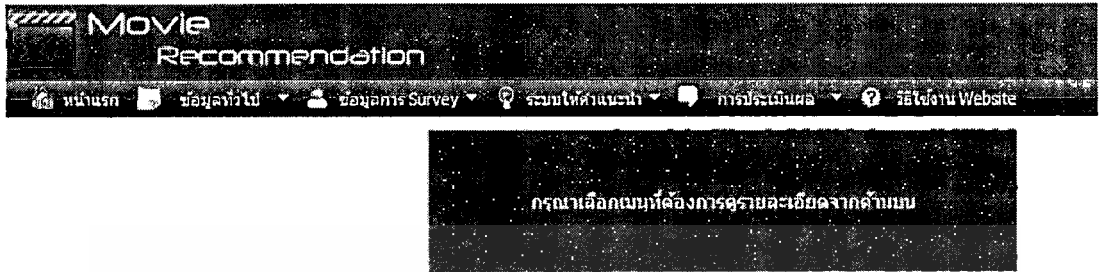 Movie
Recommendation
หน้าแรก ข้อมูลทั่วไป ข้อมูลการ Survey ระบบให้คำแนะนำ การประเมินผล วิธีใช้งาน Website
กรุณาเลือกเมนูที่ต้องการดูรายละเอียดจากด้านบน